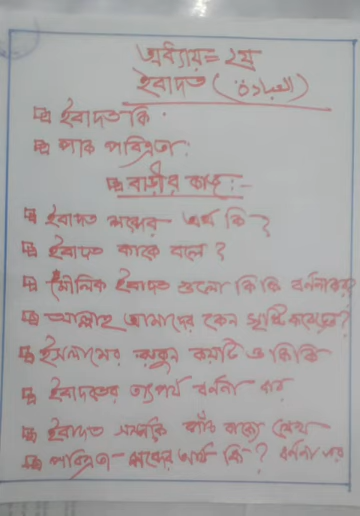 অধ্যায়= ২য়
ইবাদত (العبادة)
ইবাদত কি
পাক পবিত্রতা
বাড়ীর কাজ :-
ইবাদত শব্দের অর্থ কি ?
ইবাদত কাকে বলে ?
মৌলিক ইবাদত গুলো কি কি বর্ণনা কর?
আল্লাহ আমাদের কেন সৃষ্টি করেছেন?
ইসলামের রুকুন কয়টি ও কি কি
ইবাদতের তাৎপর্য বর্ণনা কর
ইবাদত সম্পর্কে পাঁচ বাক্য লেখ
পবিত্রতা শব্দের অর্থ কি ? বর্ণনা কর